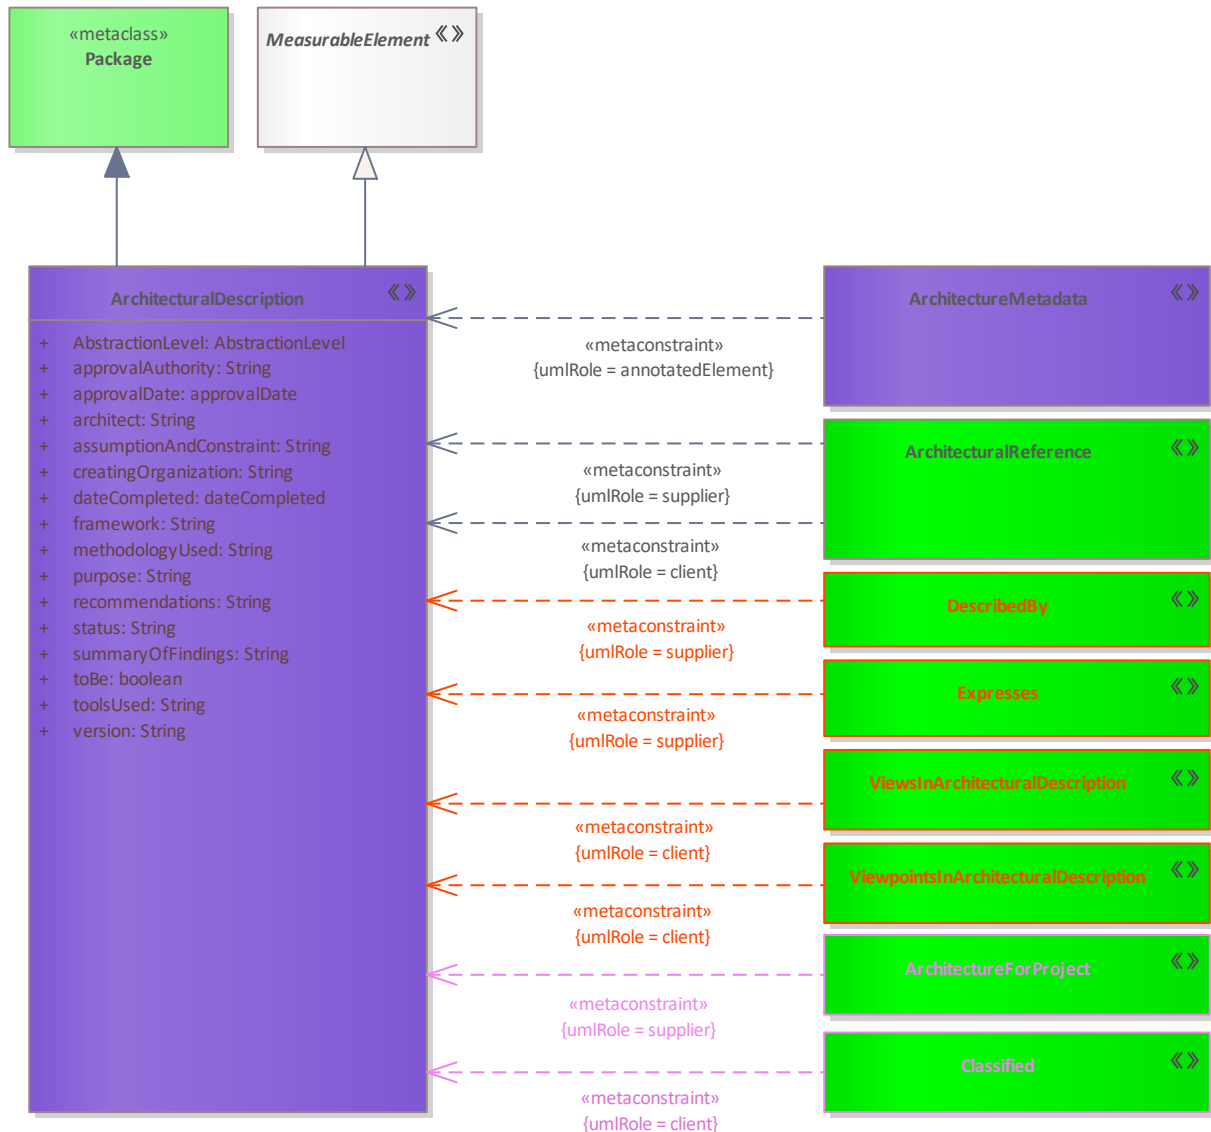 «metaclass»
Package
MeasurableElement «»
ArchitecturalDescription «»
+ AbstractionLevel: AbstractionLevel
+ approvalAuthority: String
+ approvalDate: approvalDate
+ architect: String
+ assumptionAndConstraint: String
+ creatingOrganization: String
+ dateCompleted: dateCompleted
+ framework: String
+ methodologyUsed: String
+ purpose: String
+ recommendations: String
+ status: String
+ summaryOfFindings: String
+ toBe: boolean
+ toolsUsed: String
+ version: String
«metaconstraint»
{umlRole = annotatedElement}
«metaconstraint»
{umlRole = supplier}
«metaconstraint»
{umlRole = client}
«metaconstraint»
{umlRole = supplier}
«metaconstraint»
{umlRole = supplier}
«metaconstraint»
{umlRole = client}
«metaconstraint»
{umlRole = client}
«metaconstraint»
{umlRole = supplier}
«metaconstraint»
{umlRole = client}
ArchitectureMetadata «»
ArchitecturalReference «»
DescribedBy «»
Expresses «»
ViewsInArchitecturalDescription «»
ViewpointsInArchitecturalDescription «»
ArchitectureForProject «»
Classified «»